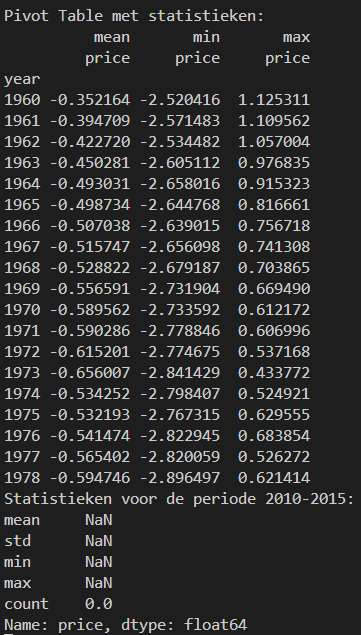 Pivot Table met statistieken:
mean min max
price price price
year
1960 -0.352164 -2.520416 1.125311
1961 -0.394709 -2.571483 1.109562
1962 -0.422720 -2.534482 1.057004
1963 -0.450281 -2.605112 0.976835
1964 -0.493031 -2.658016 0.915323
1965 -0.498734 -2.644768 0.816661
1966 -0.507038 -2.639015 0.756718
1967 -0.515747 -2.656098 0.741308
1968 -0.528822 -2.679187 0.703865
1969 -0.556591 -2.731904 0.669490
1970 -0.589562 -2.733592 0.612172
1971 -0.590286 -2.778846 0.606996
1972 -0.615201 -2.774675 0.537168
1973 -0.656007 -2.841429 0.433772
1974 -0.534252 -2.798407 0.524921
1975 -0.532193 -2.767315 0.629555
1976 -0.541474 -2.822945 0.683854
1977 -0.565402 -2.820059 0.526272
1978 -0.594746 -2.896497 0.621414
Statistieken voor de periode 2010-2015:
mean NaN
std NaN
min NaN
max NaN
count 0.0
Name: price, dtype: float64